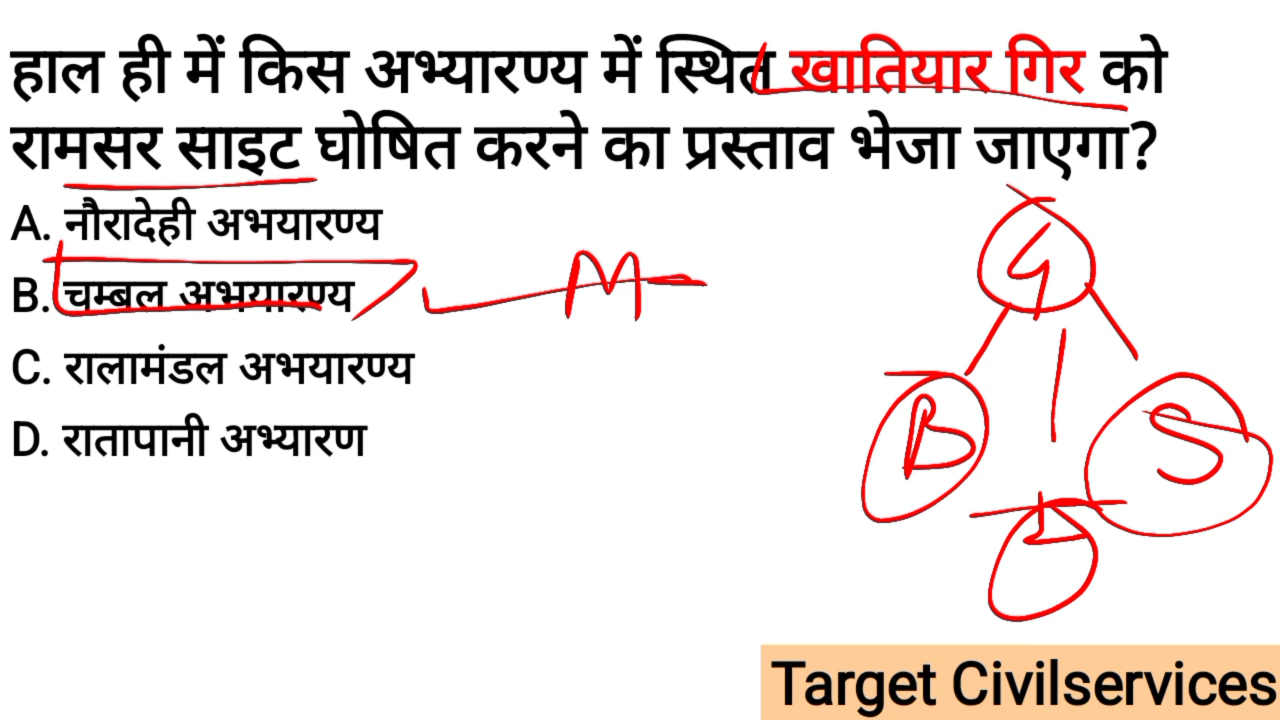 हाल ही में किस अभ्यारण्य में स्थित खातियार गिर को
रामसर साइट घोषित करने का प्रस्ताव भेजा जाएगा?
A. नौरादेही अभयारण्य
B. चम्बल अभयारण्य
M
C. रालामंडल अभयारण्य
D. रातापानी अभ्यारण
G
B
S
Target Civilservices